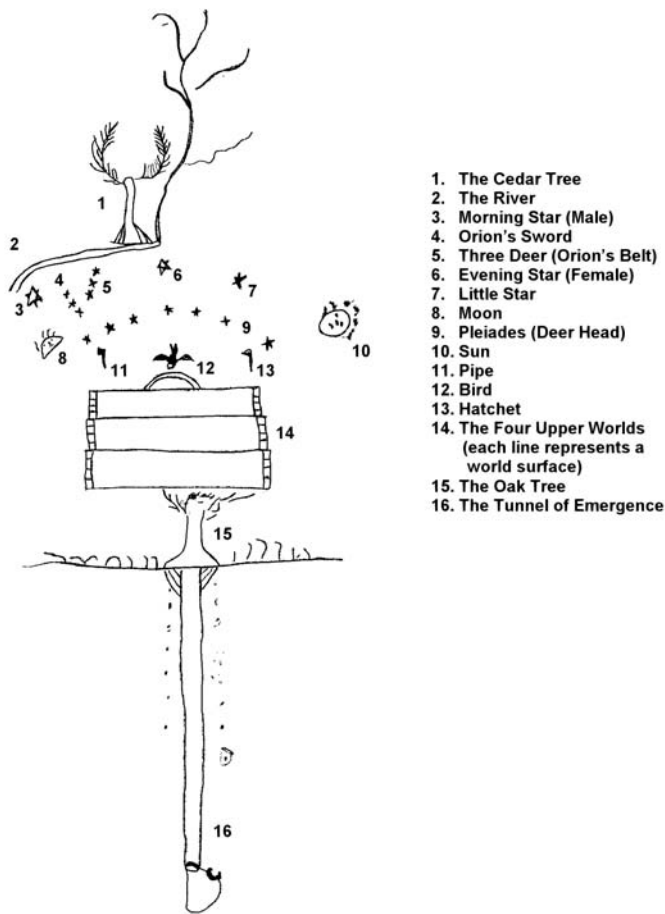 1
2
3
4
5
6
7
8
9
10
11
12
13
14
15
16
1. The Cedar Tree
2. The River
3. Morning Star (Male)
4. Orion's Sword
5. Three Deer (Orion's Belt)
6. Evening Star (Female)
7. Little Star
8. Moon
9. Pleiades (Deer Head)
10. Sun
11. Pipe
12. Bird
13. Hatchet
14. The Four Upper Worlds
(each line represents a
world surface)
15. The Oak Tree
16. The Tunnel of Emergence